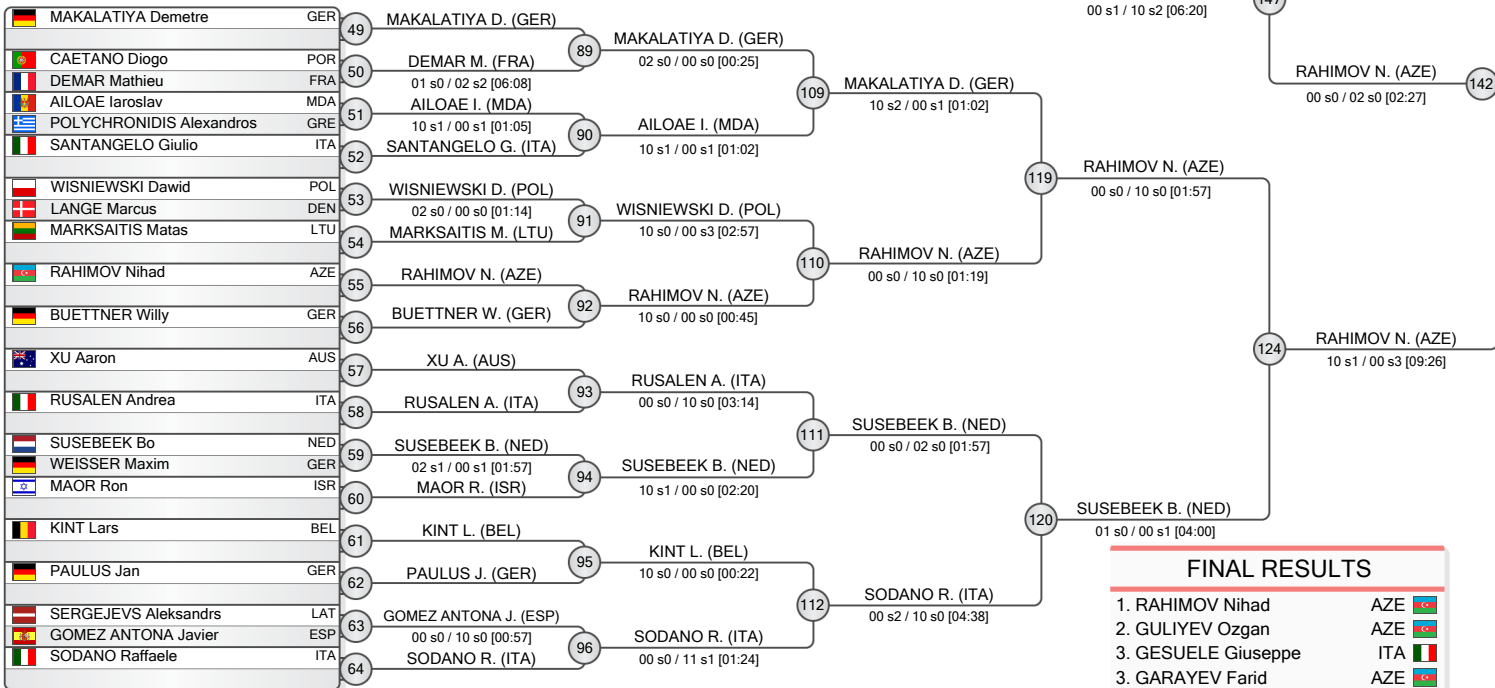 MAKALATIYA Demetre GER
CAETANO Diogo POR
DEMAR Mathieu FRA
AILOAE Iaroslav MDA
POLYCHRONIDIS Alexandros GRE
SANTANGELO Giulio ITA
WISNIEWSKI Dawid POL
LANGE Marcus DEN
MARKSAITIS Matas LTU
RAHIMOV Nihad AZE
BUETTNER Willy GER
XU Aaron AUS
RUSALEN Andrea ITA
SUSEBEEK Bo NED
WEISSER Maxim GER
MAOR Ron ISR
KINT Lars BEL
PAULUS Jan GER
SERGEJEVS Aleksandrs LAT
GOMEZ ANTONA Javier ESP
SODANO Raffaele ITA
49
50
51
52
53
54
55
56
57
58
59
60
61
62
63
64
MAKALATIYA D. (GER)
DEMAR M. (FRA)
01 s0 / 02 s2 [06:08]
AILOAE I. (MDA)
10 s1 / 00 s1 [01:05]
SANTANGELO G. (ITA)
WISNIEWSKI D. (POL)
02 s0 / 00 s0 [01:14]
MARKSAITIS M. (LTU)
RAHIMOV N. (AZE)
BUETTNER W. (GER)
XU A. (AUS)
RUSALEN A. (ITA)
SUSEBEEK B. (NED)
02 s1 / 00 s1 [01:57]
MAOR R. (ISR)
KINT L. (BEL)
PAULUS J. (GER)
GOMEZ ANTONA J. (ESP)
00 s0 / 10 s0 [00:57]
SODANO R. (ITA)
89
90
91
92
93
94
95
96
MAKALATIYA D. (GER)
02 s0 / 00 s0 [00:25]
AILOAE I. (MDA)
10 s1 / 00 s1 [01:02]
WISNIEWSKI D. (POL)
10 s0 / 00 s3 [02:57]
RAHIMOV N. (AZE)
10 s0 / 00 s0 [00:45]
RUSALEN A. (ITA)
00 s0 / 10 s0 [03:14]
SUSEBEEK B. (NED)
10 s1 / 00 s0 [02:20]
KINT L. (BEL)
10 s0 / 00 s0 [00:22]
SODANO R. (ITA)
00 s0 / 11 s1 [01:24]
109
110
111
112
MAKALATIYA D. (GER)
10 s2 / 00 s1 [01:02]
RAHIMOV N. (AZE)
00 s0 / 10 s0 [01:19]
SUSEBEEK B. (NED)
00 s0 / 02 s0 [01:57]
SODANO R. (ITA)
00 s2 / 10 s0 [04:38]
119
120
RAHIMOV N. (AZE)
00 s0 / 10 s0 [01:57]
SUSEBEEK B. (NED)
01 s0 / 00 s1 [04:00]
124
RAHIMOV N. (AZE)
10 s1 / 00 s3 [09:26]
00 s1 / 10 s2 [06:20]
RAHIMOV N. (AZE)
00 s0 / 02 s0 [02:27]
142
FINAL RESULTS
1. RAHIMOV Nihad AZE
2. GULIYEV Ozgan AZE
3. GESUELE Giuseppe ITA
3. GARAYEV Farid AZE